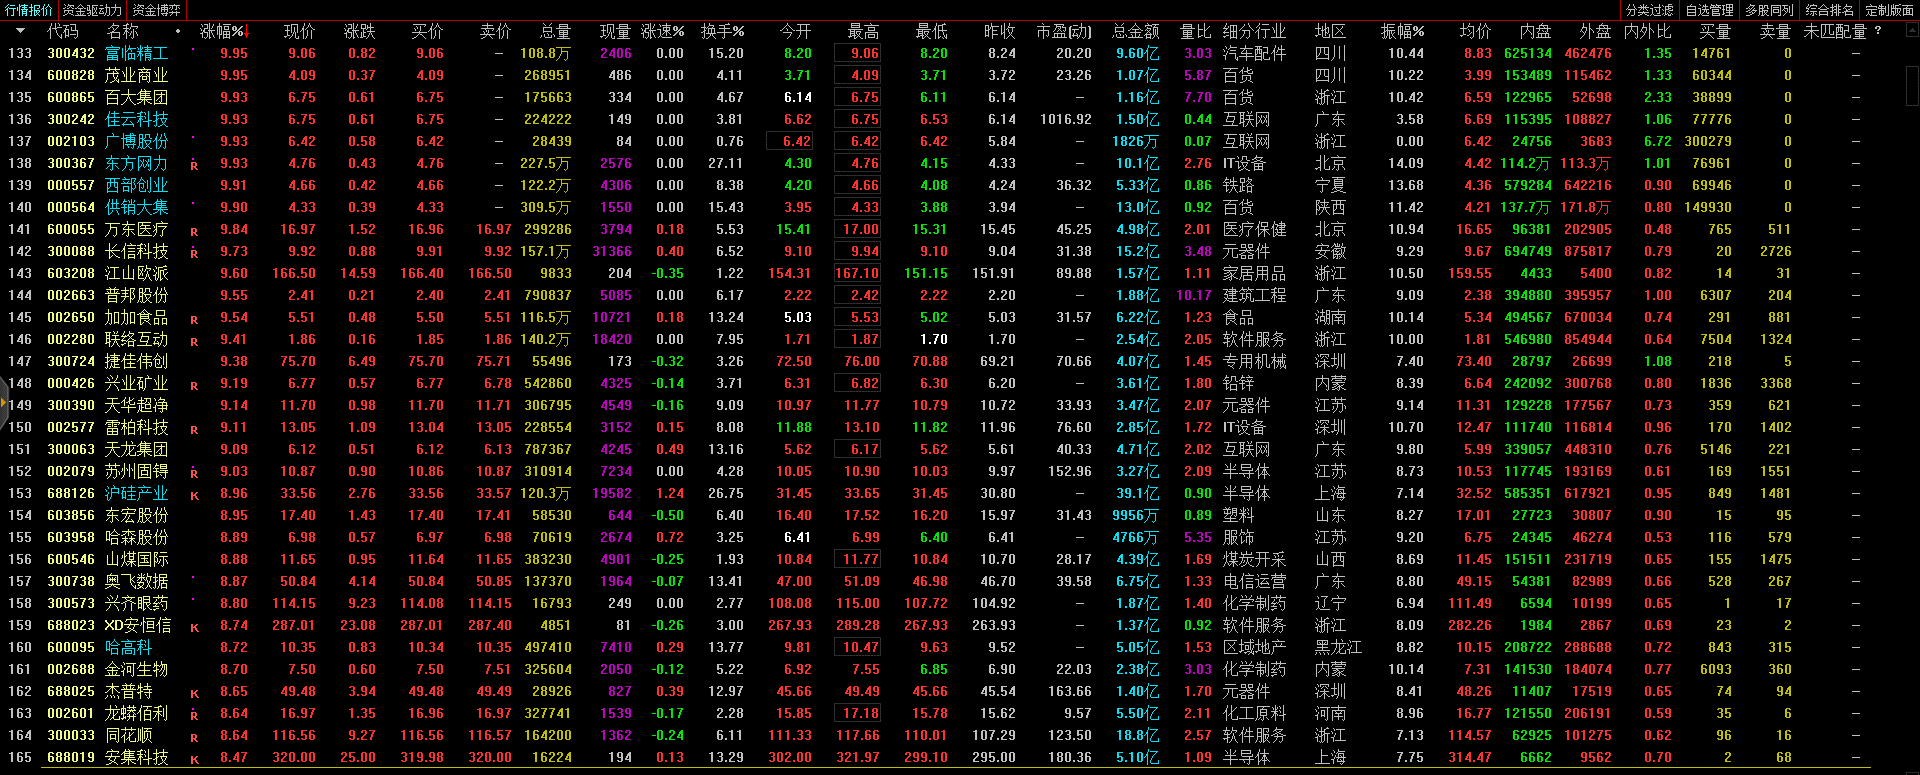 行情报价 资金驱动力 资金博弈 分类过滤 自选管理 多股同列 综合排名 定制版面
代码 名称 涨幅% 现价 涨跌 买价 卖价 总量 现量 涨速% 换手% 今开 最高 最低 昨收 市盈(动) 总金额 量比 细分行业 地区 振幅% 均价 内盘 外盘 内外比 买量 卖量 未匹配量 ?
133 300432 富临精工 9.95 9.06 0.82 9.06 — 108.8万 2406 0.00 15.20 8.20 9.06 8.20 8.24 20.20 9.60亿 3.03 汽车配件 四川 10.44 8.83 625134 462476 1.35 14761 0 —
134 600828 茂业商业 9.95 4.09 0.37 4.09 — 268951 486 0.00 4.11 3.71 4.09 3.71 3.72 23.26 1.07亿 5.87 百货 四川 10.22 3.99 153489 115462 1.33 60344 0 —
135 600865 百大集团 9.93 6.75 0.61 6.75 — 175663 334 0.00 4.67 6.14 6.75 6.11 6.14 — 1.16亿 7.70 百货 浙江 10.42 6.59 122965 52698 2.33 38899 0 —
136 300242 佳云科技 9.93 6.75 0.61 6.75 — 224222 149 0.00 3.81 6.62 6.75 6.53 6.14 1016.92 1.50亿 0.44 互联网 广东 3.58 6.69 115395 108827 1.06 77776 0 —
137 002103 广博股份 9.93 6.42 0.58 6.42 — 28439 84 0.00 0.76 6.42 6.42 6.42 5.84 — 1826万 0.07 互联网 浙江 0.00 6.42 24756 3683 6.72 300279 0 —
138 300367 东方网力 R 9.93 4.76 0.43 4.76 — 227.5万 2576 0.00 27.11 4.30 4.76 4.15 4.33 — 10.1亿 2.76 IT设备 北京 14.09 4.42 114.2万 113.3万 1.01 76961 0 —
139 000557 西部创业 9.91 4.66 0.42 4.66 — 122.2万 4306 0.00 8.38 4.20 4.66 4.08 4.24 36.32 5.33亿 0.86 铁路 宁夏 13.68 4.36 579284 642216 0.90 69946 0 —
140 000564 供销大集 9.90 4.33 0.39 4.33 — 309.5万 1550 0.00 15.43 3.95 4.33 3.88 3.94 — 13.0亿 0.92 百货 陕西 11.42 4.21 137.7万 171.8万 0.80 149930 0 —
141 600055 万东医疗 R 9.84 16.97 1.52 16.96 16.97 299286 3794 0.18 5.53 15.41 17.00 15.31 15.45 45.25 4.98亿 2.01 医疗保健 北京 10.94 16.65 96381 202905 0.48 765 511 —
142 300088 长信科技 R 9.73 9.92 0.88 9.91 9.92 157.1万 31366 0.40 6.52 9.10 9.94 9.10 9.04 31.38 15.2亿 3.48 元器件 安徽 9.29 9.67 694749 875817 0.79 20 2726 —
143 603208 江山欧派 9.60 166.50 14.59 166.40 166.50 9833 204 -0.35 1.22 154.31 167.10 151.15 151.91 89.88 1.57亿 1.11 家居用品 浙江 10.50 159.55 4433 5400 0.82 14 31 —
144 002663 普邦股份 9.55 2.41 0.21 2.40 2.41 790837 5085 0.00 6.17 2.22 2.42 2.22 2.20 — 1.88亿 10.17 建筑工程 广东 9.09 2.38 394880 395957 1.00 6307 204 —
145 002650 加加食品 R 9.54 5.51 0.48 5.50 5.51 116.5万 10721 0.18 13.24 5.03 5.53 5.02 5.03 31.57 6.22亿 1.23 食品 湖南 10.14 5.34 494567 670034 0.74 291 881 —
146 002280 联络互动 R 9.41 1.86 0.16 1.85 1.86 140.2万 18420 0.00 7.95 1.71 1.87 1.70 1.70 — 2.54亿 2.05 软件服务 浙江 10.00 1.81 546980 854944 0.64 7504 1324 —
147 300724 捷佳伟创 9.38 75.70 6.49 75.70 75.71 55496 173 -0.32 3.26 72.50 76.00 70.88 69.21 70.66 4.07亿 1.45 专用机械 深圳 7.40 73.40 28797 26699 1.08 218 5 —
148 000426 兴业矿业 R 9.19 6.77 0.57 6.77 6.78 542860 4325 -0.14 3.71 6.31 6.82 6.30 6.20 — 3.61亿 1.80 铅锌 内蒙 8.39 6.64 242092 300768 0.80 1836 3368 —
149 300390 天华超净 9.14 11.70 0.98 11.70 11.71 306795 4549 -0.16 9.09 10.97 11.77 10.79 10.72 33.93 3.47亿 2.07 元器件 江苏 9.14 11.31 129228 177567 0.73 359 621 —
150 002577 雷柏科技 R 9.11 13.05 1.09 13.04 13.05 228554 3152 0.15 8.08 11.88 13.10 11.82 11.96 76.60 2.85亿 1.72 IT设备 深圳 10.70 12.47 111740 116814 0.96 170 1402 —
151 300063 天龙集团 9.09 6.12 0.51 6.12 6.13 787367 4245 0.49 13.16 5.62 6.17 5.62 5.61 40.33 4.71亿 2.02 互联网 广东 9.80 5.99 339057 448310 0.76 5146 221 —
152 002079 苏州固锝 R 9.03 10.87 0.90 10.86 10.87 310914 7234 0.00 4.28 10.05 10.90 10.03 9.97 152.96 3.27亿 2.09 半导体 江苏 8.73 10.53 117745 193169 0.61 169 1551 —
153 688126 沪硅产业 K 8.96 33.56 2.76 33.56 33.57 120.3万 19582 1.24 26.75 31.45 33.65 31.45 30.80 — 39.1亿 0.90 半导体 上海 7.14 32.52 585351 617921 0.95 849 1481 —
154 603856 东宏股份 8.95 17.40 1.43 17.40 17.41 58530 644 -0.50 6.40 16.40 17.52 16.20 15.97 31.43 9956万 0.89 塑料 山东 8.27 17.01 27723 30807 0.90 15 95 —
155 603958 哈森股份 8.89 6.98 0.57 6.97 6.98 70619 2674 0.72 3.25 6.41 6.99 6.40 6.41 — 4766万 5.35 服饰 江苏 9.20 6.75 24345 46274 0.53 116 579 —
156 600546 山煤国际 8.88 11.65 0.95 11.64 11.65 383230 4901 -0.25 1.93 10.84 11.77 10.84 10.70 28.17 4.39亿 1.69 煤炭开采 山西 8.69 11.45 151511 231719 0.65 155 1475 —
157 300738 奥飞数据 8.87 50.84 4.14 50.84 50.85 137370 1964 -0.07 13.41 47.00 51.09 46.98 46.70 39.58 6.75亿 1.33 电信运营 广东 8.80 49.15 54381 82989 0.66 528 267 —
158 300573 兴齐眼药 8.80 114.15 9.23 114.08 114.15 16793 249 0.00 2.77 108.08 115.00 107.72 104.92 — 1.87亿 1.40 化学制药 辽宁 6.94 111.49 6594 10199 0.65 1 17 —
159 688023 XD安恒信 K 8.74 287.01 23.08 287.01 287.40 4851 81 -0.26 3.00 267.93 289.28 267.93 263.93 — 1.37亿 0.92 软件服务 浙江 8.09 282.26 1984 2867 0.69 23 2 —
160 600095 哈高科 8.72 10.35 0.83 10.34 10.35 497410 7410 0.29 13.77 9.81 10.47 9.63 9.52 — 5.05亿 1.53 区域地产 黑龙江 8.82 10.15 208722 288688 0.72 843 315 —
161 002688 金河生物 8.70 7.50 0.60 7.50 7.51 325604 2050 -0.12 5.22 6.92 7.55 6.85 6.90 22.03 2.38亿 3.03 化学制药 内蒙 10.14 7.31 141530 184074 0.77 6093 360 —
162 688025 杰普特 K 8.65 49.48 3.94 49.48 49.49 28926 827 0.39 12.97 45.66 49.49 45.66 45.54 163.66 1.40亿 1.70 元器件 深圳 8.41 48.26 11407 17519 0.65 74 94 —
163 002601 龙蟒佰利 R 8.64 16.97 1.35 16.96 16.97 327741 1539 -0.17 2.28 15.85 17.18 15.78 15.62 9.57 5.50亿 2.11 化工原料 河南 8.96 16.77 121550 206191 0.59 35 6 —
164 300033 同花顺 R 8.64 116.56 9.27 116.56 116.57 164200 1362 -0.24 6.11 111.33 117.66 110.01 107.29 123.50 18.8亿 2.57 软件服务 浙江 7.13 114.57 62925 101275 0.62 96 16 —
165 688019 安集科技 K 8.47 320.00 25.00 319.98 320.00 16224 194 0.13 13.29 302.00 321.97 299.10 295.00 180.36 5.10亿 1.09 半导体 上海 7.75 314.47 6662 9562 0.70 2 68 —